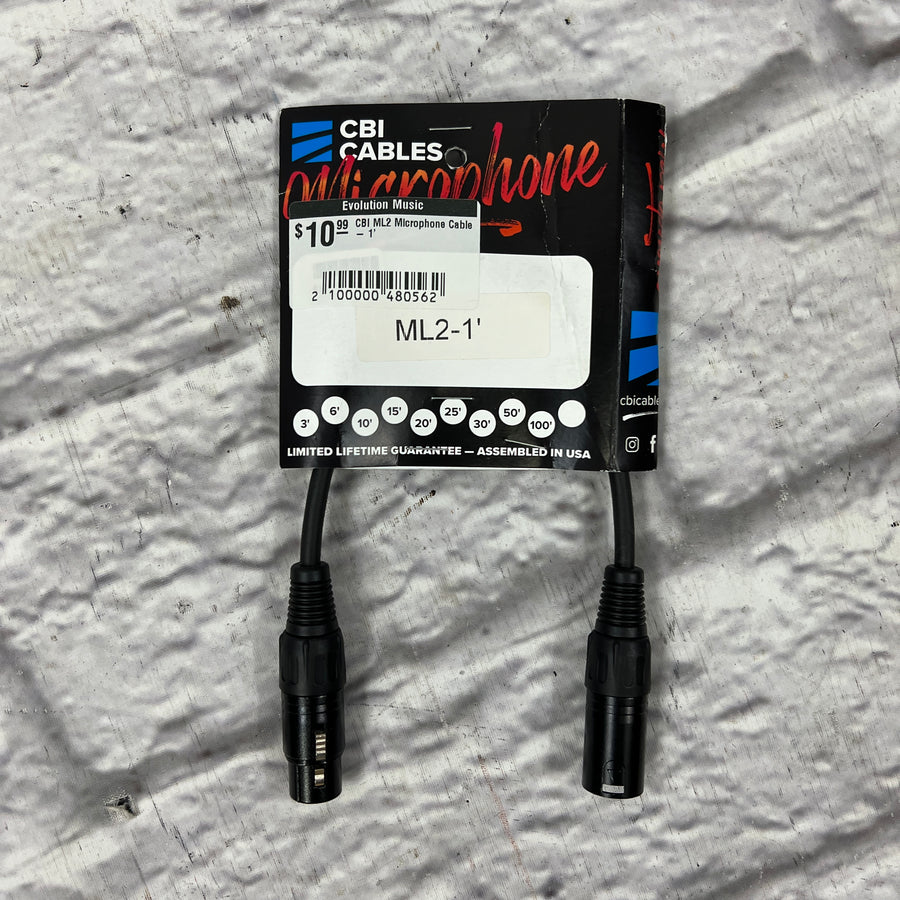 CBI
CABLES
Microphone
Evolution Music
$10.99 CBI ML2 Microphone Cable
– 1'
2 100000 480562
ML2-1'
3' 6' 10' 15' 20' 25' 30' 50' 100'
LIMITED LIFETIME GUARANTEE — ASSEMBLED IN USA
cbicable